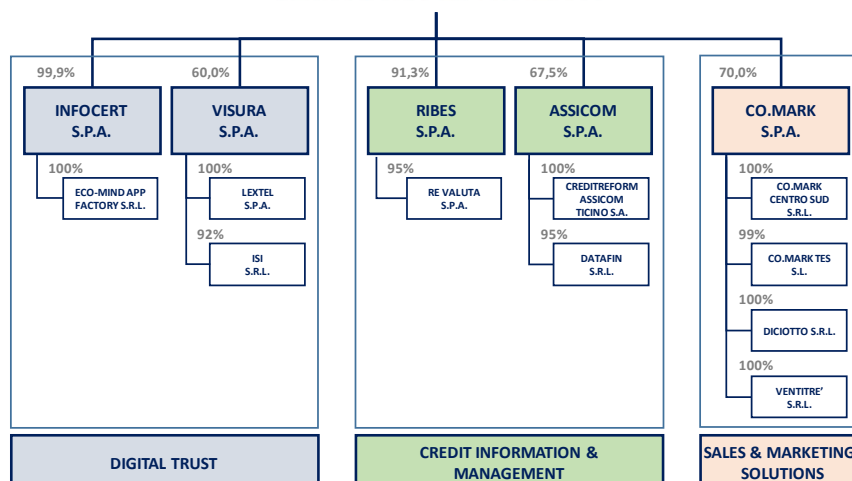 99,9%
60,0%
91,3%
67,5%
70,0%
INFOCERT
S.P.A.
VISURA
S.P.A.
RIBES
S.P.A.
ASSICOM
S.P.A.
CO.MARK
S.P.A.
100%
ECO-MIND APP
FACTORY S.R.L.
100%
LEXTEL
S.P.A.
92%
ISI
S.R.L.
95%
RE VALUTA
S.P.A.
100%
CREDITREFORM
ASSICOM
TICINO S.A.
95%
DATAFIN
S.R.L.
100%
CO.MARK
CENTRO SUD
S.R.L.
99%
CO.MARK TES
S.L.
100%
DICIOTTO S.R.L.
100%
VENTITRE'
S.R.L.
DIGITAL TRUST
CREDIT INFORMATION &
MANAGEMENT
SALES & MARKETING
SOLUTIONS